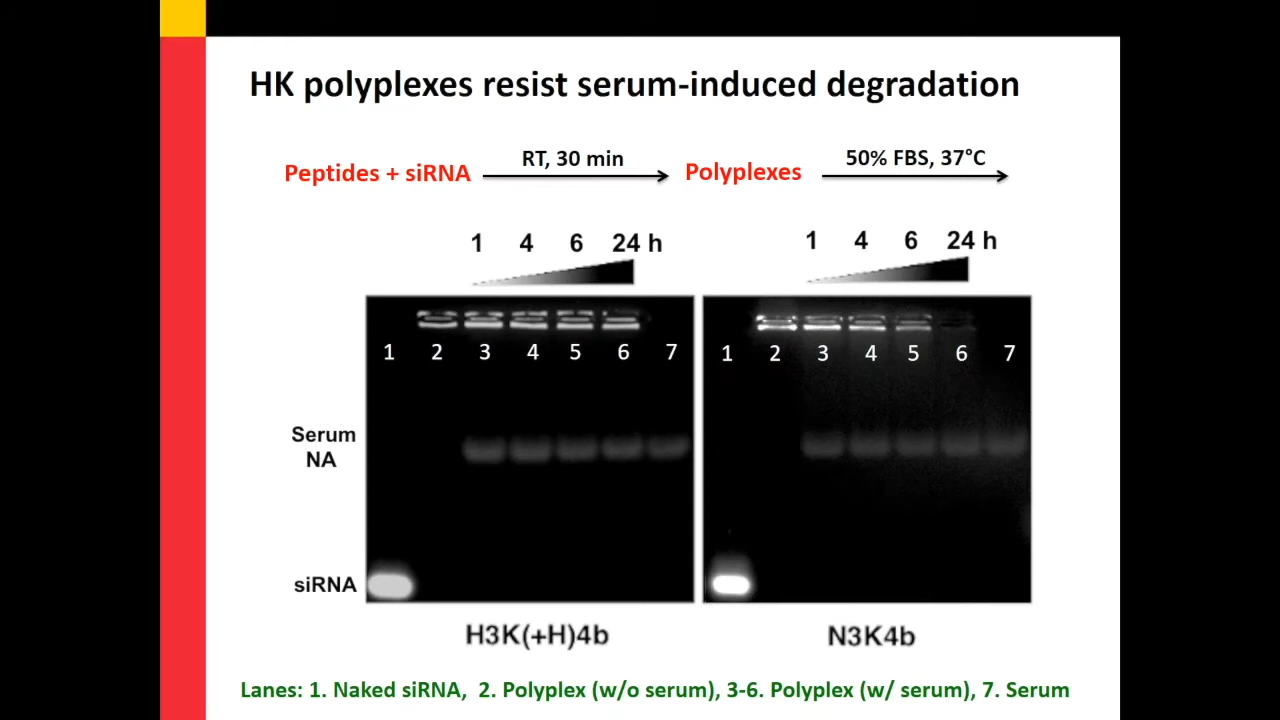 HK polyplexes resist serum-induced degradation
Peptides + siRNA
RT, 30 min
Polyplexes
50% FBS, 37°C
1 4 6 24 h
1 4 6 24 h
1 2 3 4 5 6 7
1 2 3 4 5 6 7
Serum
NA
siRNA
H3K(+H)4b
N3K4b
Lanes: 1. Naked siRNA, 2. Polyplex (w/o serum), 3-6. Polyplex (w/ serum), 7. Serum